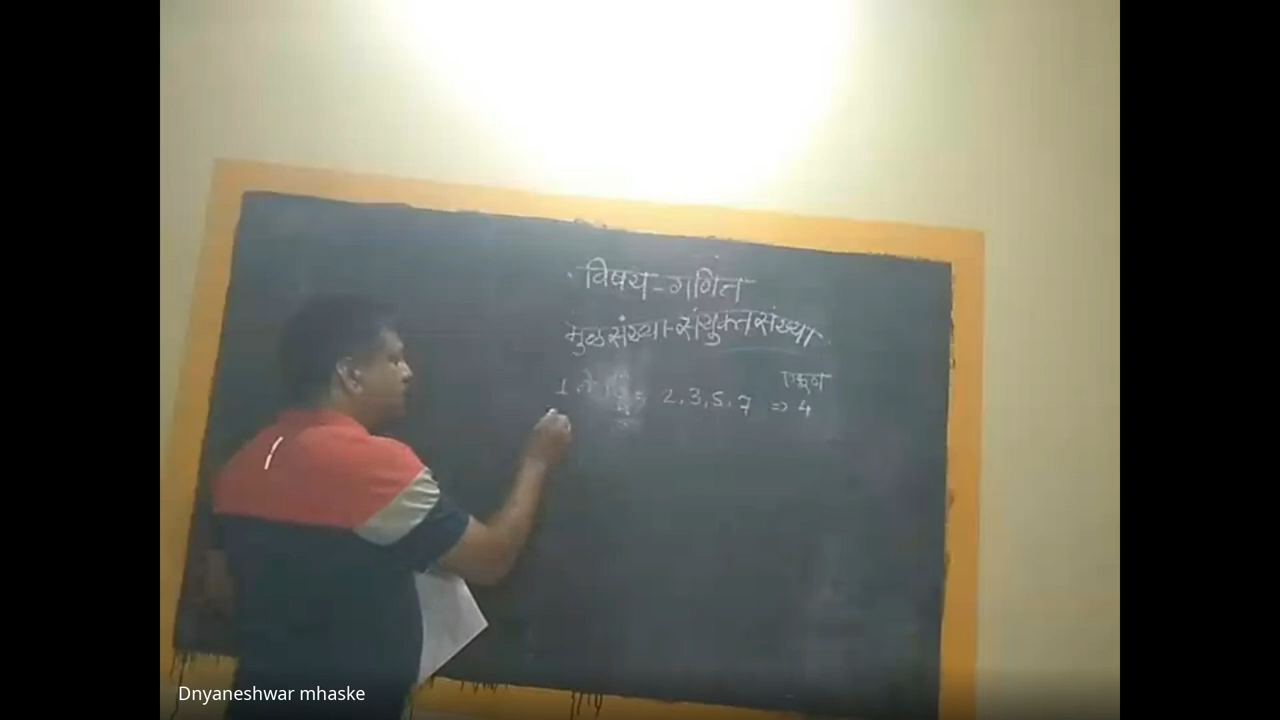 विषय-गणित
मुळसंख्या-संयुक्तसंख्या
एकूण
1 ते = 2,3,5,7 => 4
Dnyaneshwar mhaske